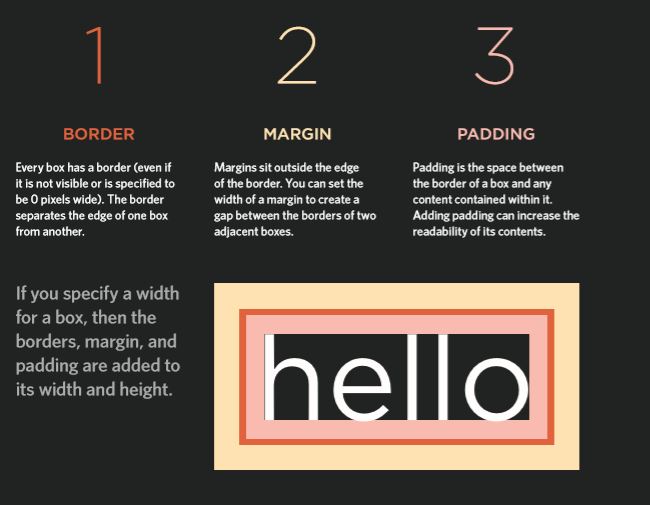 1
2
3
BORDER
MARGIN
PADDING
Every box has a border (even if
it is not visible or is specified to
be 0 pixels wide). The border
separates the edge of one box
from another.
Margins sit outside the edge
of the border. You can set the
width of a margin to create a
gap between the borders of two
adjacent boxes.
Padding is the space between
the border of a box and any
content contained within it.
Adding padding can increase the
readability of its contents.
If you specify a width
for a box, then the
borders, margin, and
padding are added to
its width and height.
hello